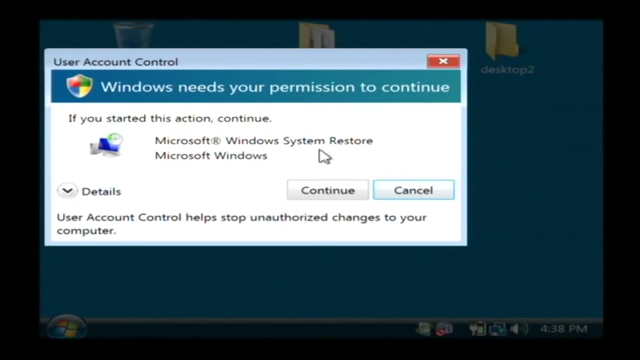 desktop2
User Account Control
Windows needs your permission to continue
If you started this action, continue.
Microsoft® Windows System Restore
Microsoft Windows
Details
Continue
Cancel
User Account Control helps stop unauthorized changes to your
computer.
4:38 PM